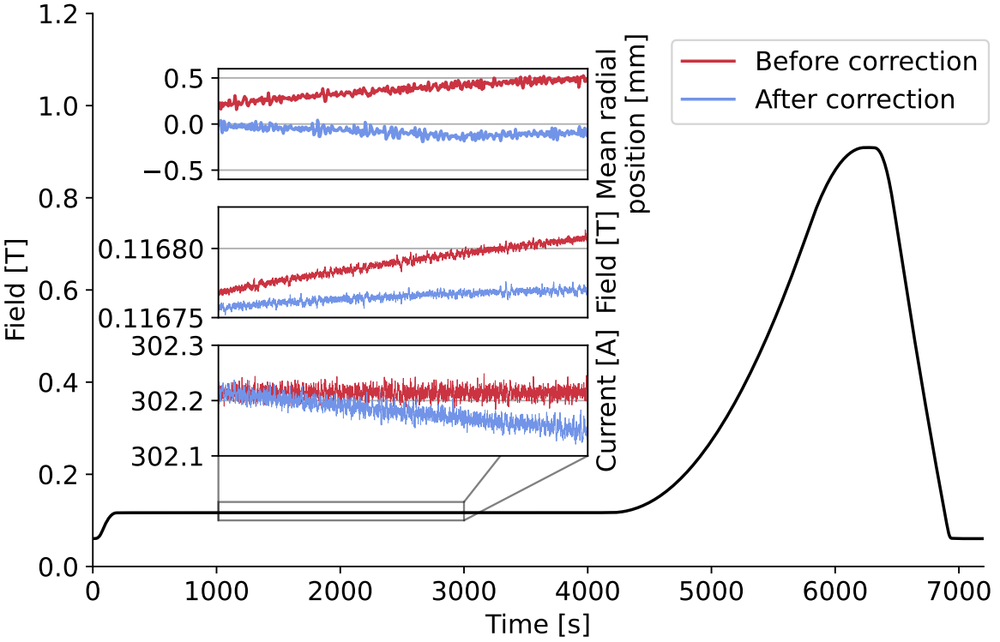 1.2
1.0
0.8
0.6
0.4
0.2
0.0
Field [T]
0
1000
2000
3000
4000
5000
6000
7000
Time [s]
0.5
0.0
−0.5
Mean radial
position [mm]
0.11680
0.11675
Field [T]
302.3
302.2
302.1
Current [A]
Before correction
After correction